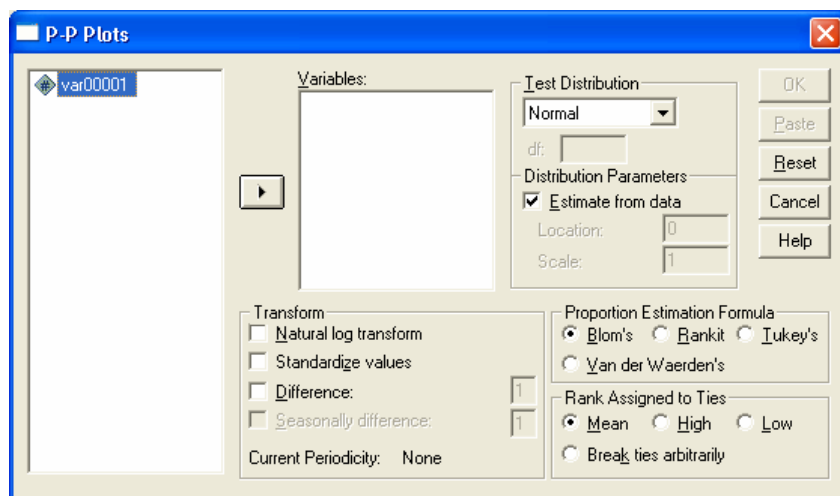 P-P Plots
var00001
Variables:
Test Distribution
Normal
df:
Distribution Parameters
Estimate from data
Location: 0
Scale: 1
OK
Paste
Reset
Cancel
Help
Transform
Natural log transform
Standardize values
Difference: 1
Seasonally difference: 1
Current Periodicity: None
Proportion Estimation Formula
Blom's Rankit Tukey's
Van der Waerden's
Rank Assigned to Ties
Mean High Low
Break ties arbitrarily